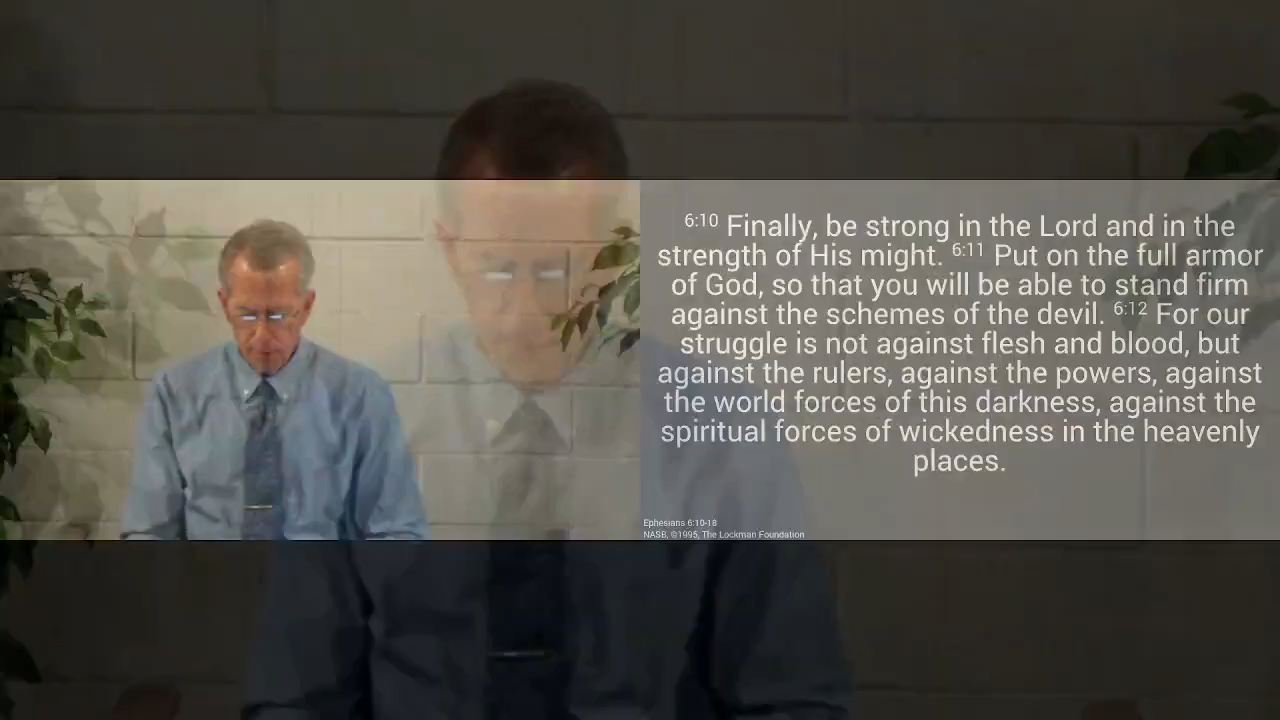 6:10 Finally, be strong in the Lord and in the
strength of His might. 6:11 Put on the full armor
of God, so that you will be able to stand firm
against the schemes of the devil. 6:12 For our
struggle is not against flesh and blood, but
against the rulers, against the powers, against
the world forces of this darkness, against the
spiritual forces of wickedness in the heavenly
places.
Ephesians 6:10-18
NASB, ©1995, The Lockman Foundation